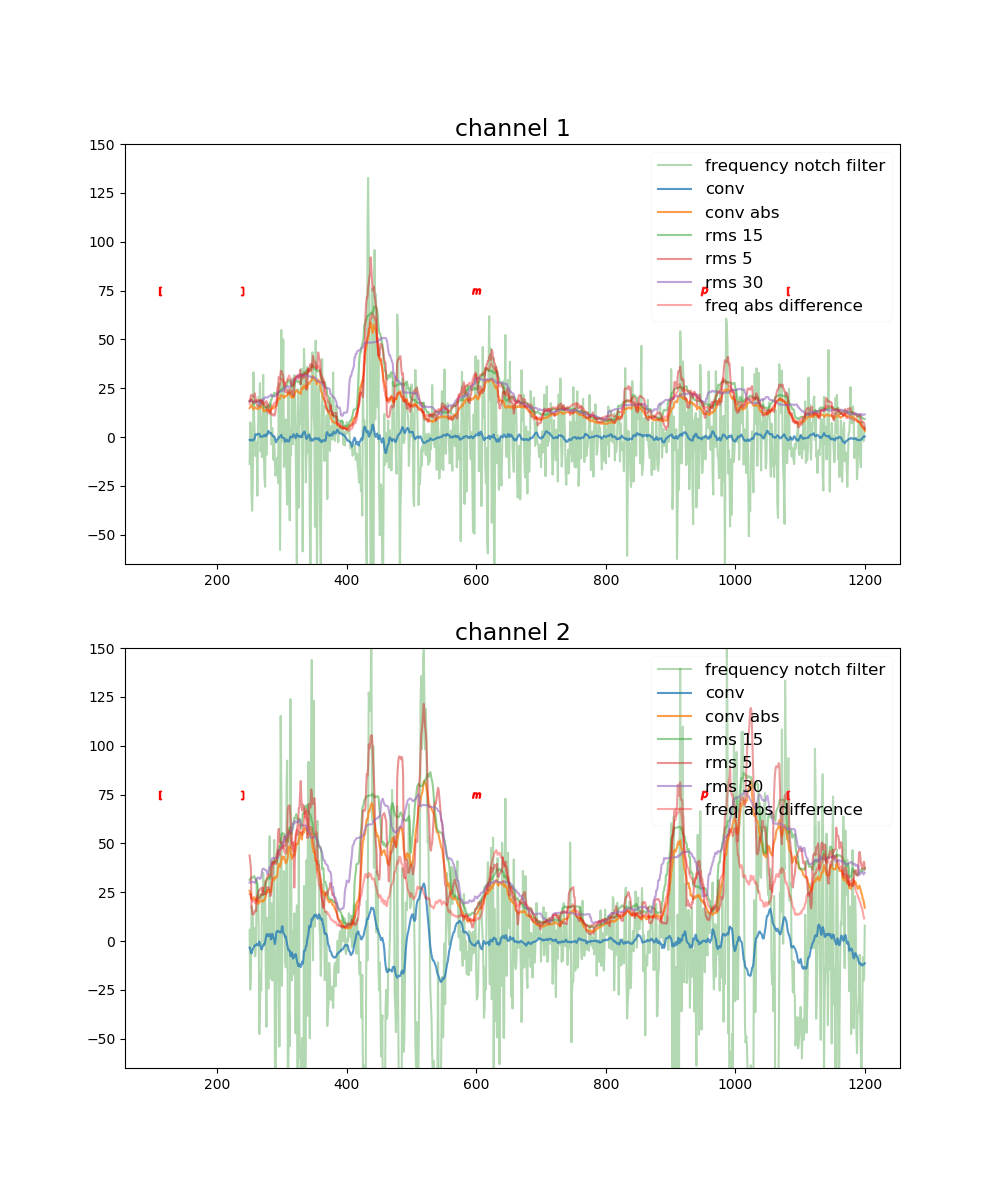 channel 1
150
125
100
75
50
25
0
−25
−50
frequency notch filter
conv
conv abs
rms 15
rms 5
rms 30
freq abs difference
[ ] m p [
200 400 600 800 1000 1200
channel 2
150
125
100
75
50
25
0
−25
−50
frequency notch filter
conv
conv abs
rms 15
rms 5
rms 30
freq abs difference
[ ] m p [
200 400 600 800 1000 1200